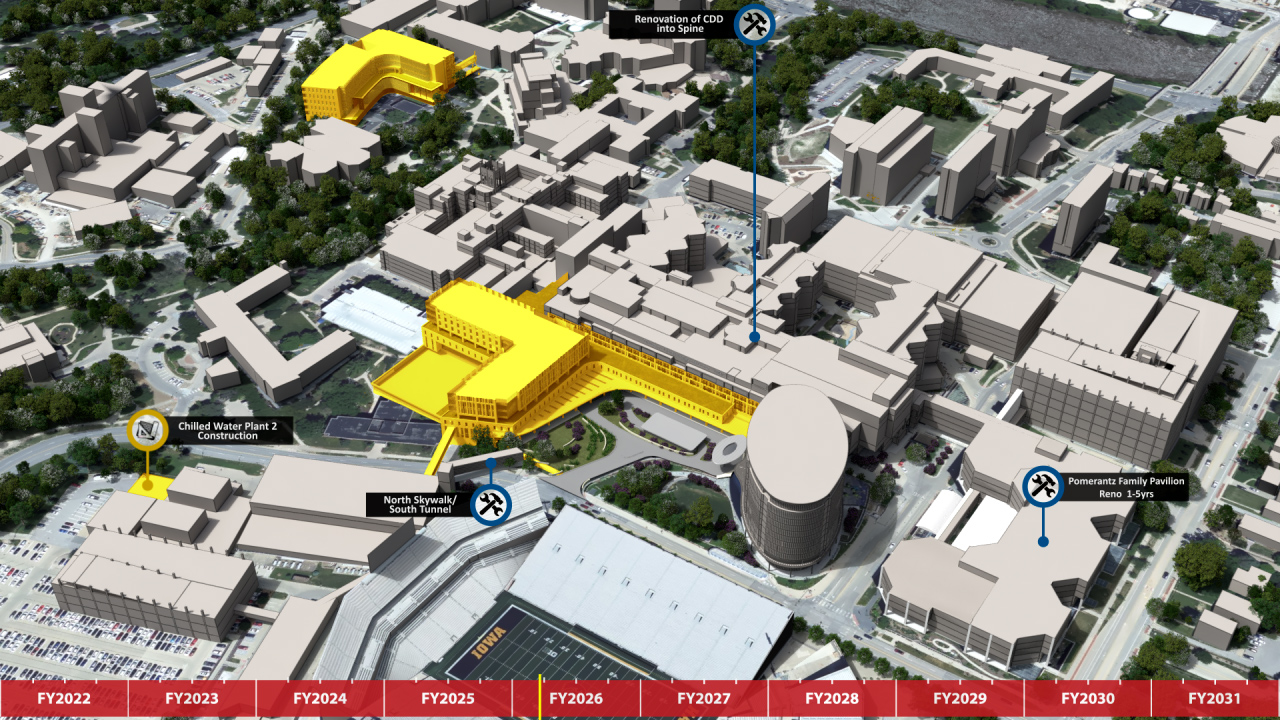 Renovation of CDD
into Spine
Chilled Water Plant 2
Construction
North Skywalk/
South Tunnel
Pomerantz Family Pavilion
Reno 1-5yrs
IOWA
FY2022
FY2023
FY2024
FY2025
FY2026
FY2027
FY2028
FY2029
FY2030
FY2031